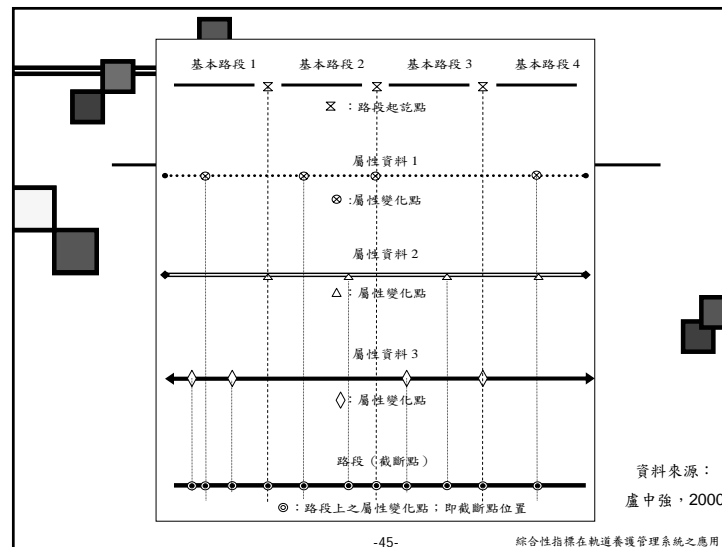 基本路段 1 基本路段 2 基本路段 3 基本路段 4
：路段起訖點
屬性資料 1
:屬性變化點
屬性資料 2
：屬性變化點
屬性資料 3
：屬性變化點
路段（截斷點）
：路段上之屬性變化點；即截斷點位置
資料來源：
盧中強，2000
-45-
綜合性指標在軌道養護管理系統之應用